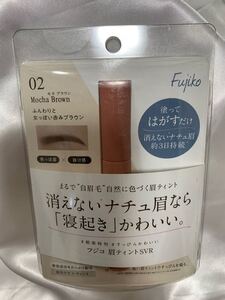 02
モカ ブラウン
Mocha Brown
ふんわりと
女っぽい赤みブラウン
Fujiko
塗って
はがすだけ
消えないナチュ眉
約3日持続
まるで"自眉毛"自然に色づく眉ティント
消えないナチュ眉なら
「寝起き」かわいい。
フジコ 眉ティントSVR